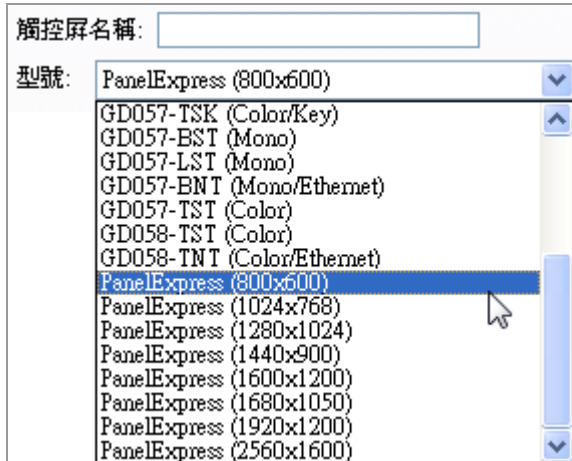 觸控屏名稱:
型號: PanelExpress (800x600)
GD057-TSK (Color/Key)
GD057-BST (Mono)
GD057-LST (Mono)
GD057-BNT (Mono/Ethernet)
GD057-TST (Color)
GD058-TST (Color)
GD058-TNT (Color/Ethernet)
PanelExpress (800x600)
PanelExpress (1024x768)
PanelExpress (1280x1024)
PanelExpress (1440x900)
PanelExpress (1600x1200)
PanelExpress (1680x1050)
PanelExpress (1920x1200)
PanelExpress (2560x1600)